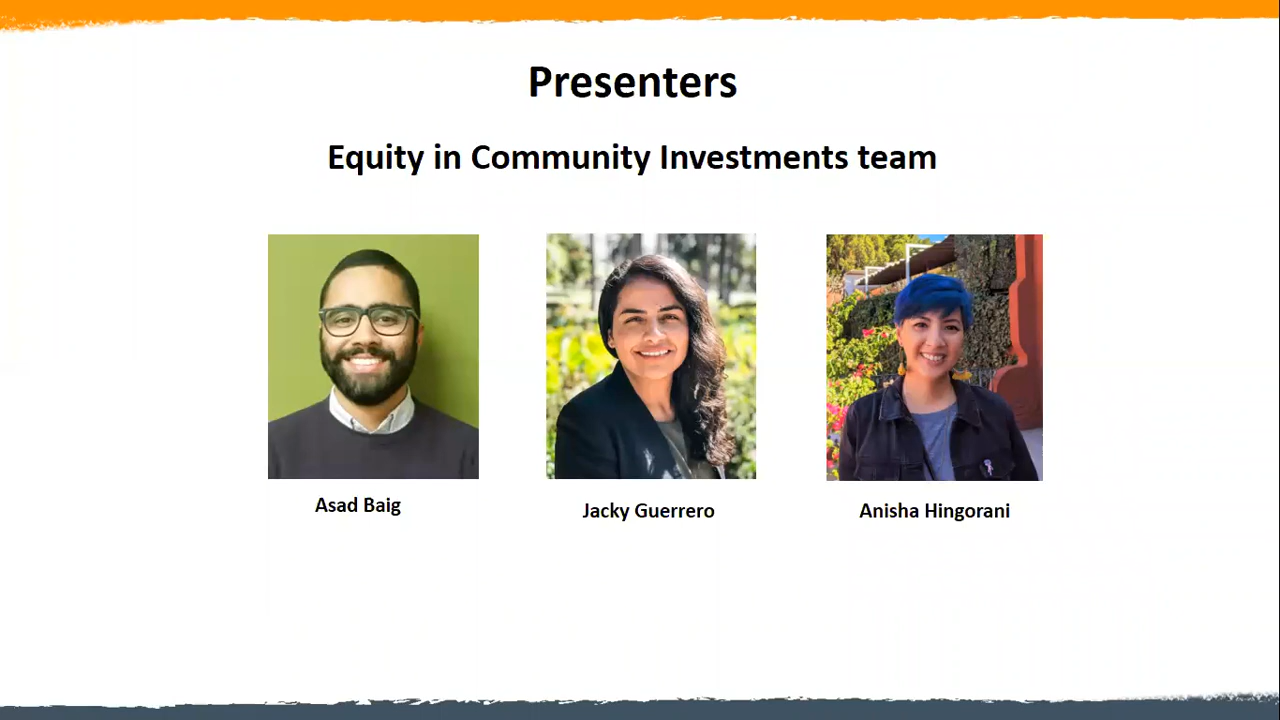 Presenters
Equity in Community Investments team
Asad Baig
Jacky Guerrero
Anisha Hingorani